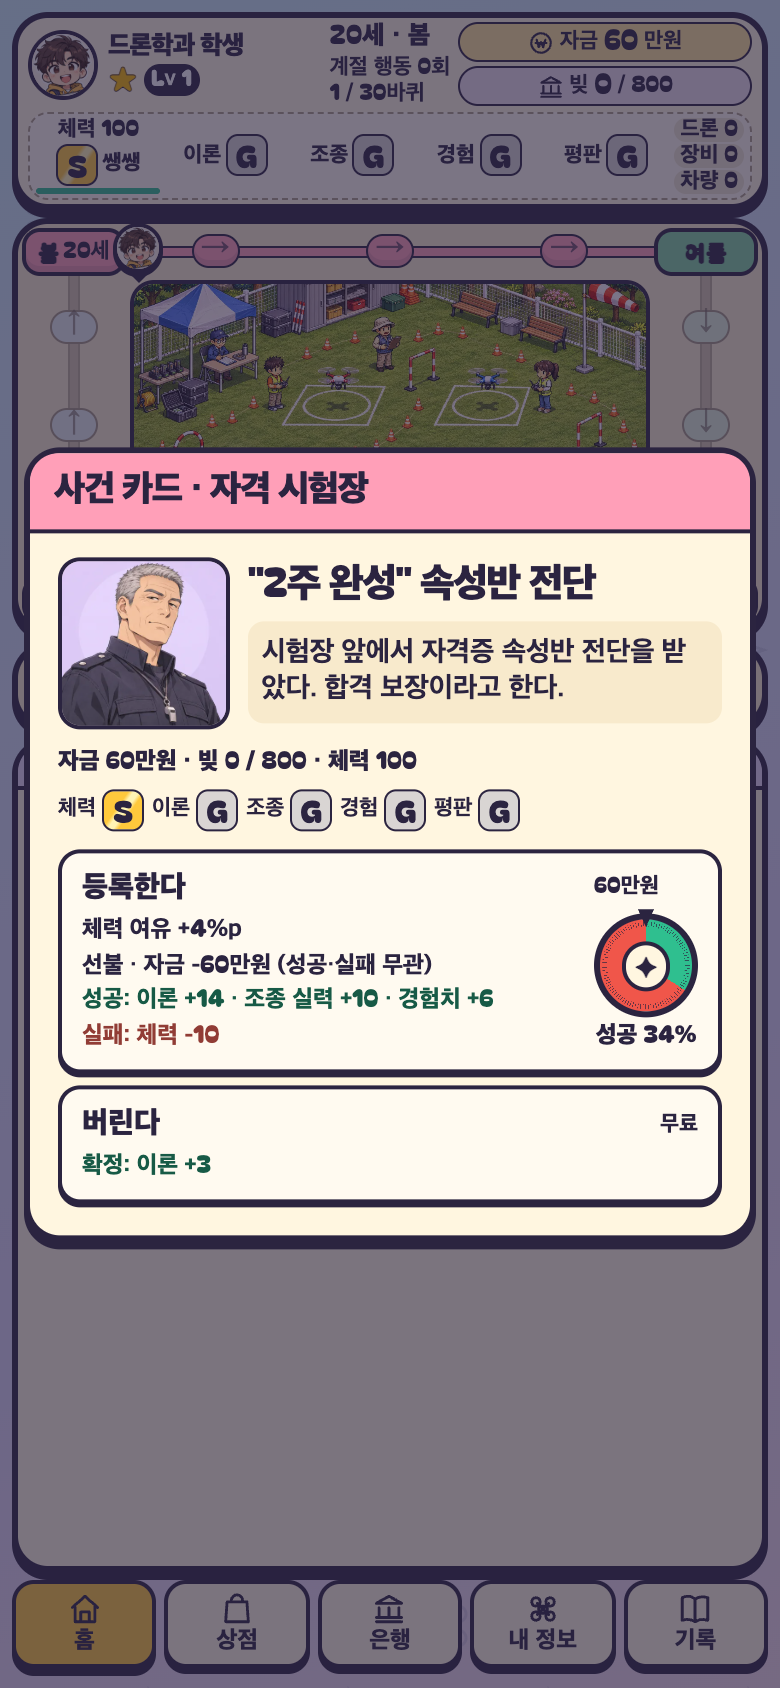 드론학과 학생
Lv 1
20세 · 봄
계절 행동 0회
1 / 30바퀴
자금 60 만원
빚 0 / 800
체력 100
S 쌩쌩
이론 G
조종 G
경험 G
평판 G
드론 0
장비 0
차량 0
봄 20세
여름
사건 카드 · 자격 시험장
"2주 완성" 속성반 전단
시험장 앞에서 자격증 속성반 전단을 받
았다. 합격 보장이라고 한다.
자금 60만원 · 빚 0 / 800 · 체력 100
체력 S 이론 G 조종 G 경험 G 평판 G
등록한다
60만원
체력 여유 +4%p
선불 · 자금 -60만원 (성공·실패 무관)
성공: 이론 +14 · 조종 실력 +10 · 경험치 +6
실패: 체력 -10
성공 34%
버린다
무료
확정: 이론 +3
홈
상점
은행
내 정보
기록